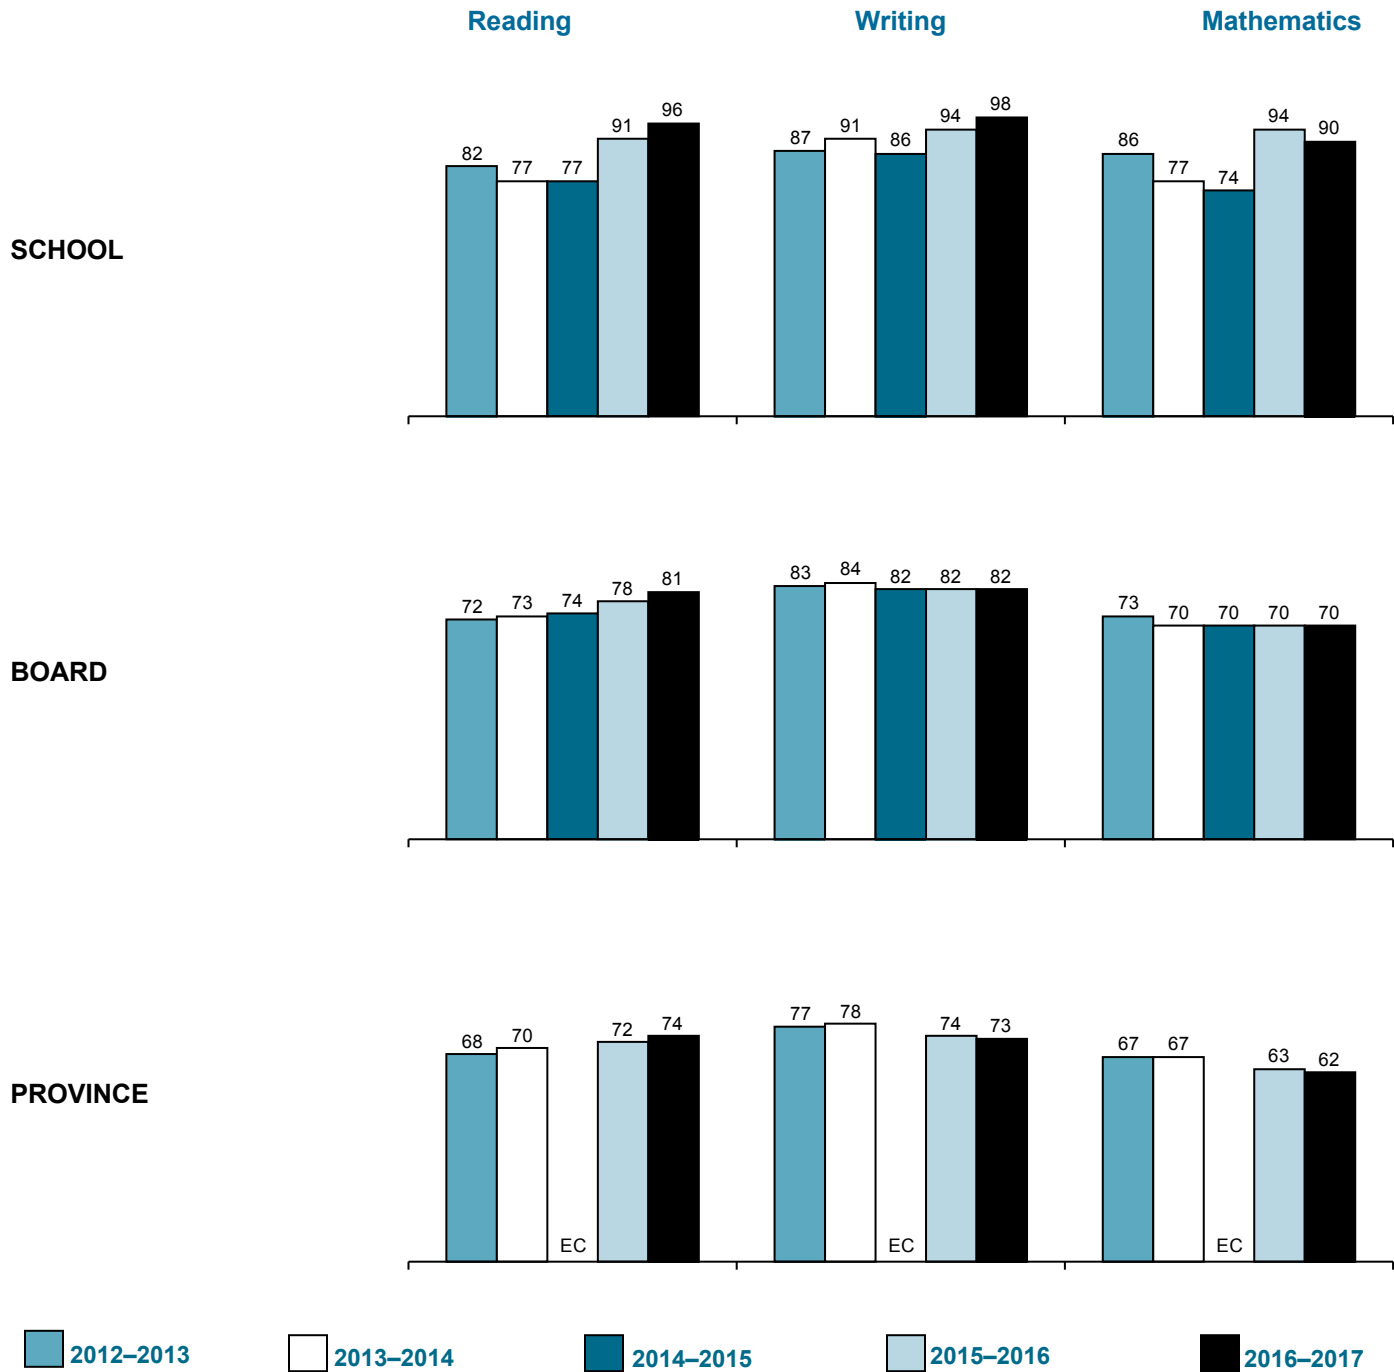 Reading Writing Mathematics
SCHOOL
82 77 77 91 96 87 91 86 94 98 86 77 74 94 90
BOARD
72 73 74 78 81 83 84 82 82 82 73 70 70 70 70
PROVINCE
68 70 EC 72 74 77 78 EC 74 73 67 67 EC 63 62
2012–2013 2013–2014 2014–2015 2015–2016 2016–2017